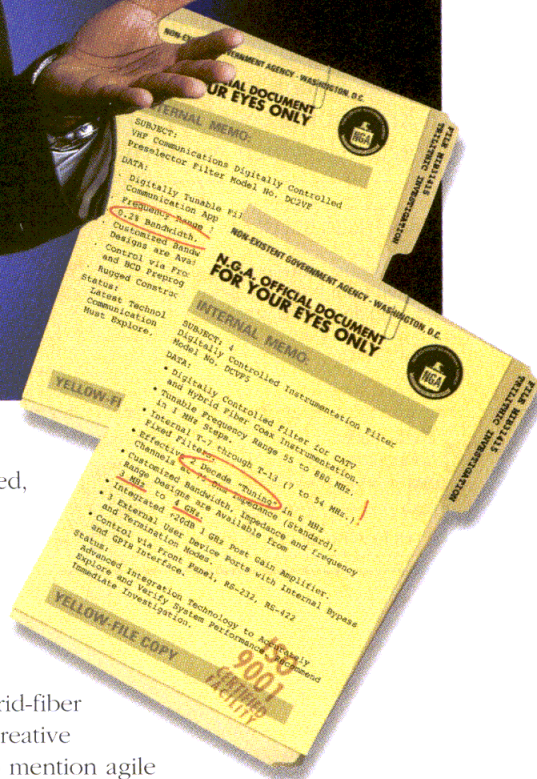 NON-EXISTENT GOVERNMENT AGENCY - WASHINGTON, D.C.
OFFICIAL DOCUMENT
YOUR EYES ONLY
INTERNAL MEMO:
NGA
SUBJECT:
VHF Communications Digitally Controlled
Preselector Filter Model No. DC2VF
DATA:
Digitally Tunable
Communication App
Frequency Range
0.2% Bandwidth.
Customized Bandw
Designs are Avai
Control via Fro
and BCD Preprog
Rugged Construc
Status:
Latest Technol
Communication
Must Explore.
YELLOW-FI
NON-EXISTENT GOVERNMENT AGENCY - WASHINGTON, D.C.
N.G.A. OFFICIAL DOCUMENT
FOR YOUR EYES ONLY
INTERNAL MEMO:
SUBJECT: 4
Digitally Controlled Instrumentation Filter
Model No. DCVF5
DATA:
• Digitally Controlled Filter for CATV
and Hybrid Fiber Coax Instrumentation.
• Tunable Frequency Range 55 to 880 MHz.
in 1 MHz Steps.
• Internal T-7 through T-13 (7 to 54 MHz.)
Fixed Filters.
• Effective 2 Decade "Tuning" in 6 MHz
Channels at 75 Ohm Impedance (Standard).
• Customized Bandwidth, Impedance and Frequency
Range Designs are Available from
1 MHz to 1 GHz.
• Integrated +20dB 1 GHz Post Gain Amplifier.
• 3 External User Device Ports with Internal Bypass
and Termination Modes.
• Control via Front Panel, RS-232, RS-422
and GPIB Interface.
Status:
Advanced Integration Technology to Accurately
Explore and Verify System Performance. Recommend
Immediate Investigation.
YELLOW-FILE COPY
ISO
9001
CERTIFIED
FACILITY
ed,
rid-fiber
reative
mention agile